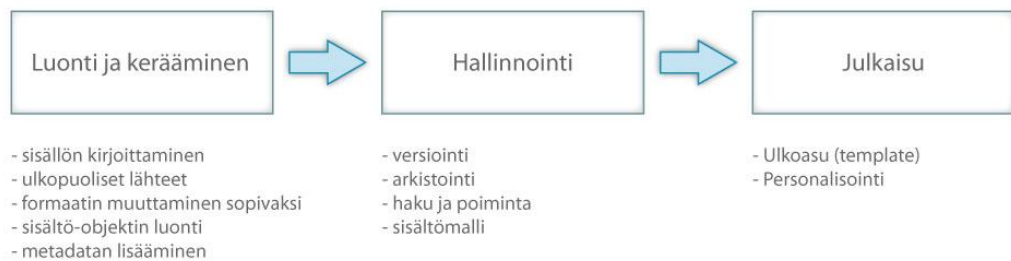 Luonti ja kerääminen
Hallinnointi
Julkaisu
- sisällön kirjoittaminen
- ulkopuoliset lähteet
- formaatin muuttaminen sopivaksi
- sisältö-objektin luonti
- metadatan lisääminen
- versiointi
- arkistointi
- haku ja poiminta
- sisältömalli
- Ulkoasu (template)
- Personalisointi